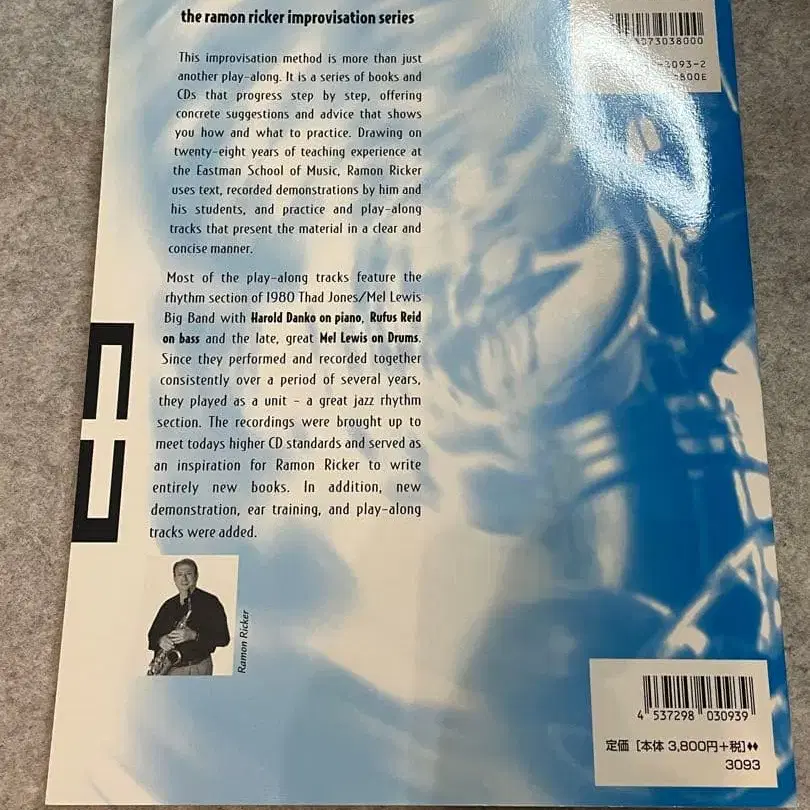 the ramon ricker improvisation series
This improvisation method is more than just
another play-along. It is a series of books and
CDs that progress step by step, offering
concrete suggestions and advice that shows
you how and what to practice. Drawing on
twenty-eight years of teaching experience at
the Eastman School of Music, Ramon Ricker
uses text, recorded demonstrations by him and
his students, and practice and play-along
tracks that present the material in a clear and
concise manner.
Most of the play-along tracks feature the
rhythm section of 1980 Thad Jones/Mel Lewis
Big Band with Harold Danko on piano, Rufus Reid
on bass and the late, great Mel Lewis on Drums.
Since they performed and recorded together
consistently over a period of several years,
they played as a unit - a great jazz rhythm
section. The recordings were brought up to
meet todays higher CD standards and served as
an inspiration for Ramon Ricker to write
entirely new books. In addition, new
demonstration, ear training, and play-along
tracks were added.
Ramon Ricker
073038000
3093-2
800E
4 537298 030939
定価 [本体 3,800円+税]♦♦
3093